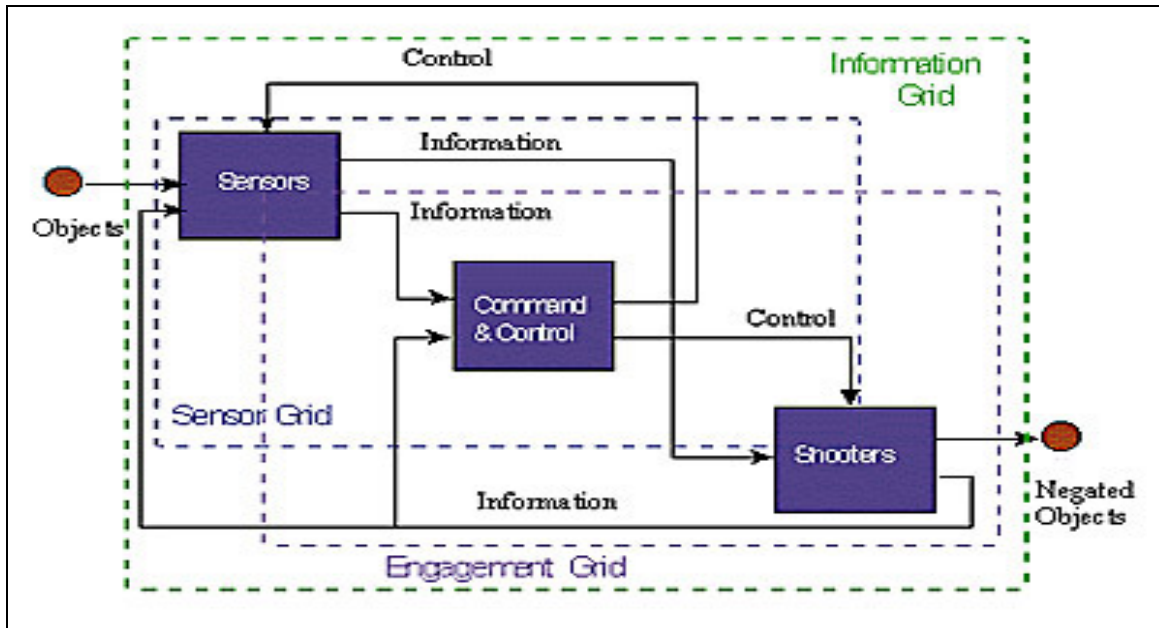 Control
Information
Grid
Information
Sensors
Information
Objects
Command
& Control
Control
Sensor Grid
Shooters
Information
Negated
Objects
Engagement Grid